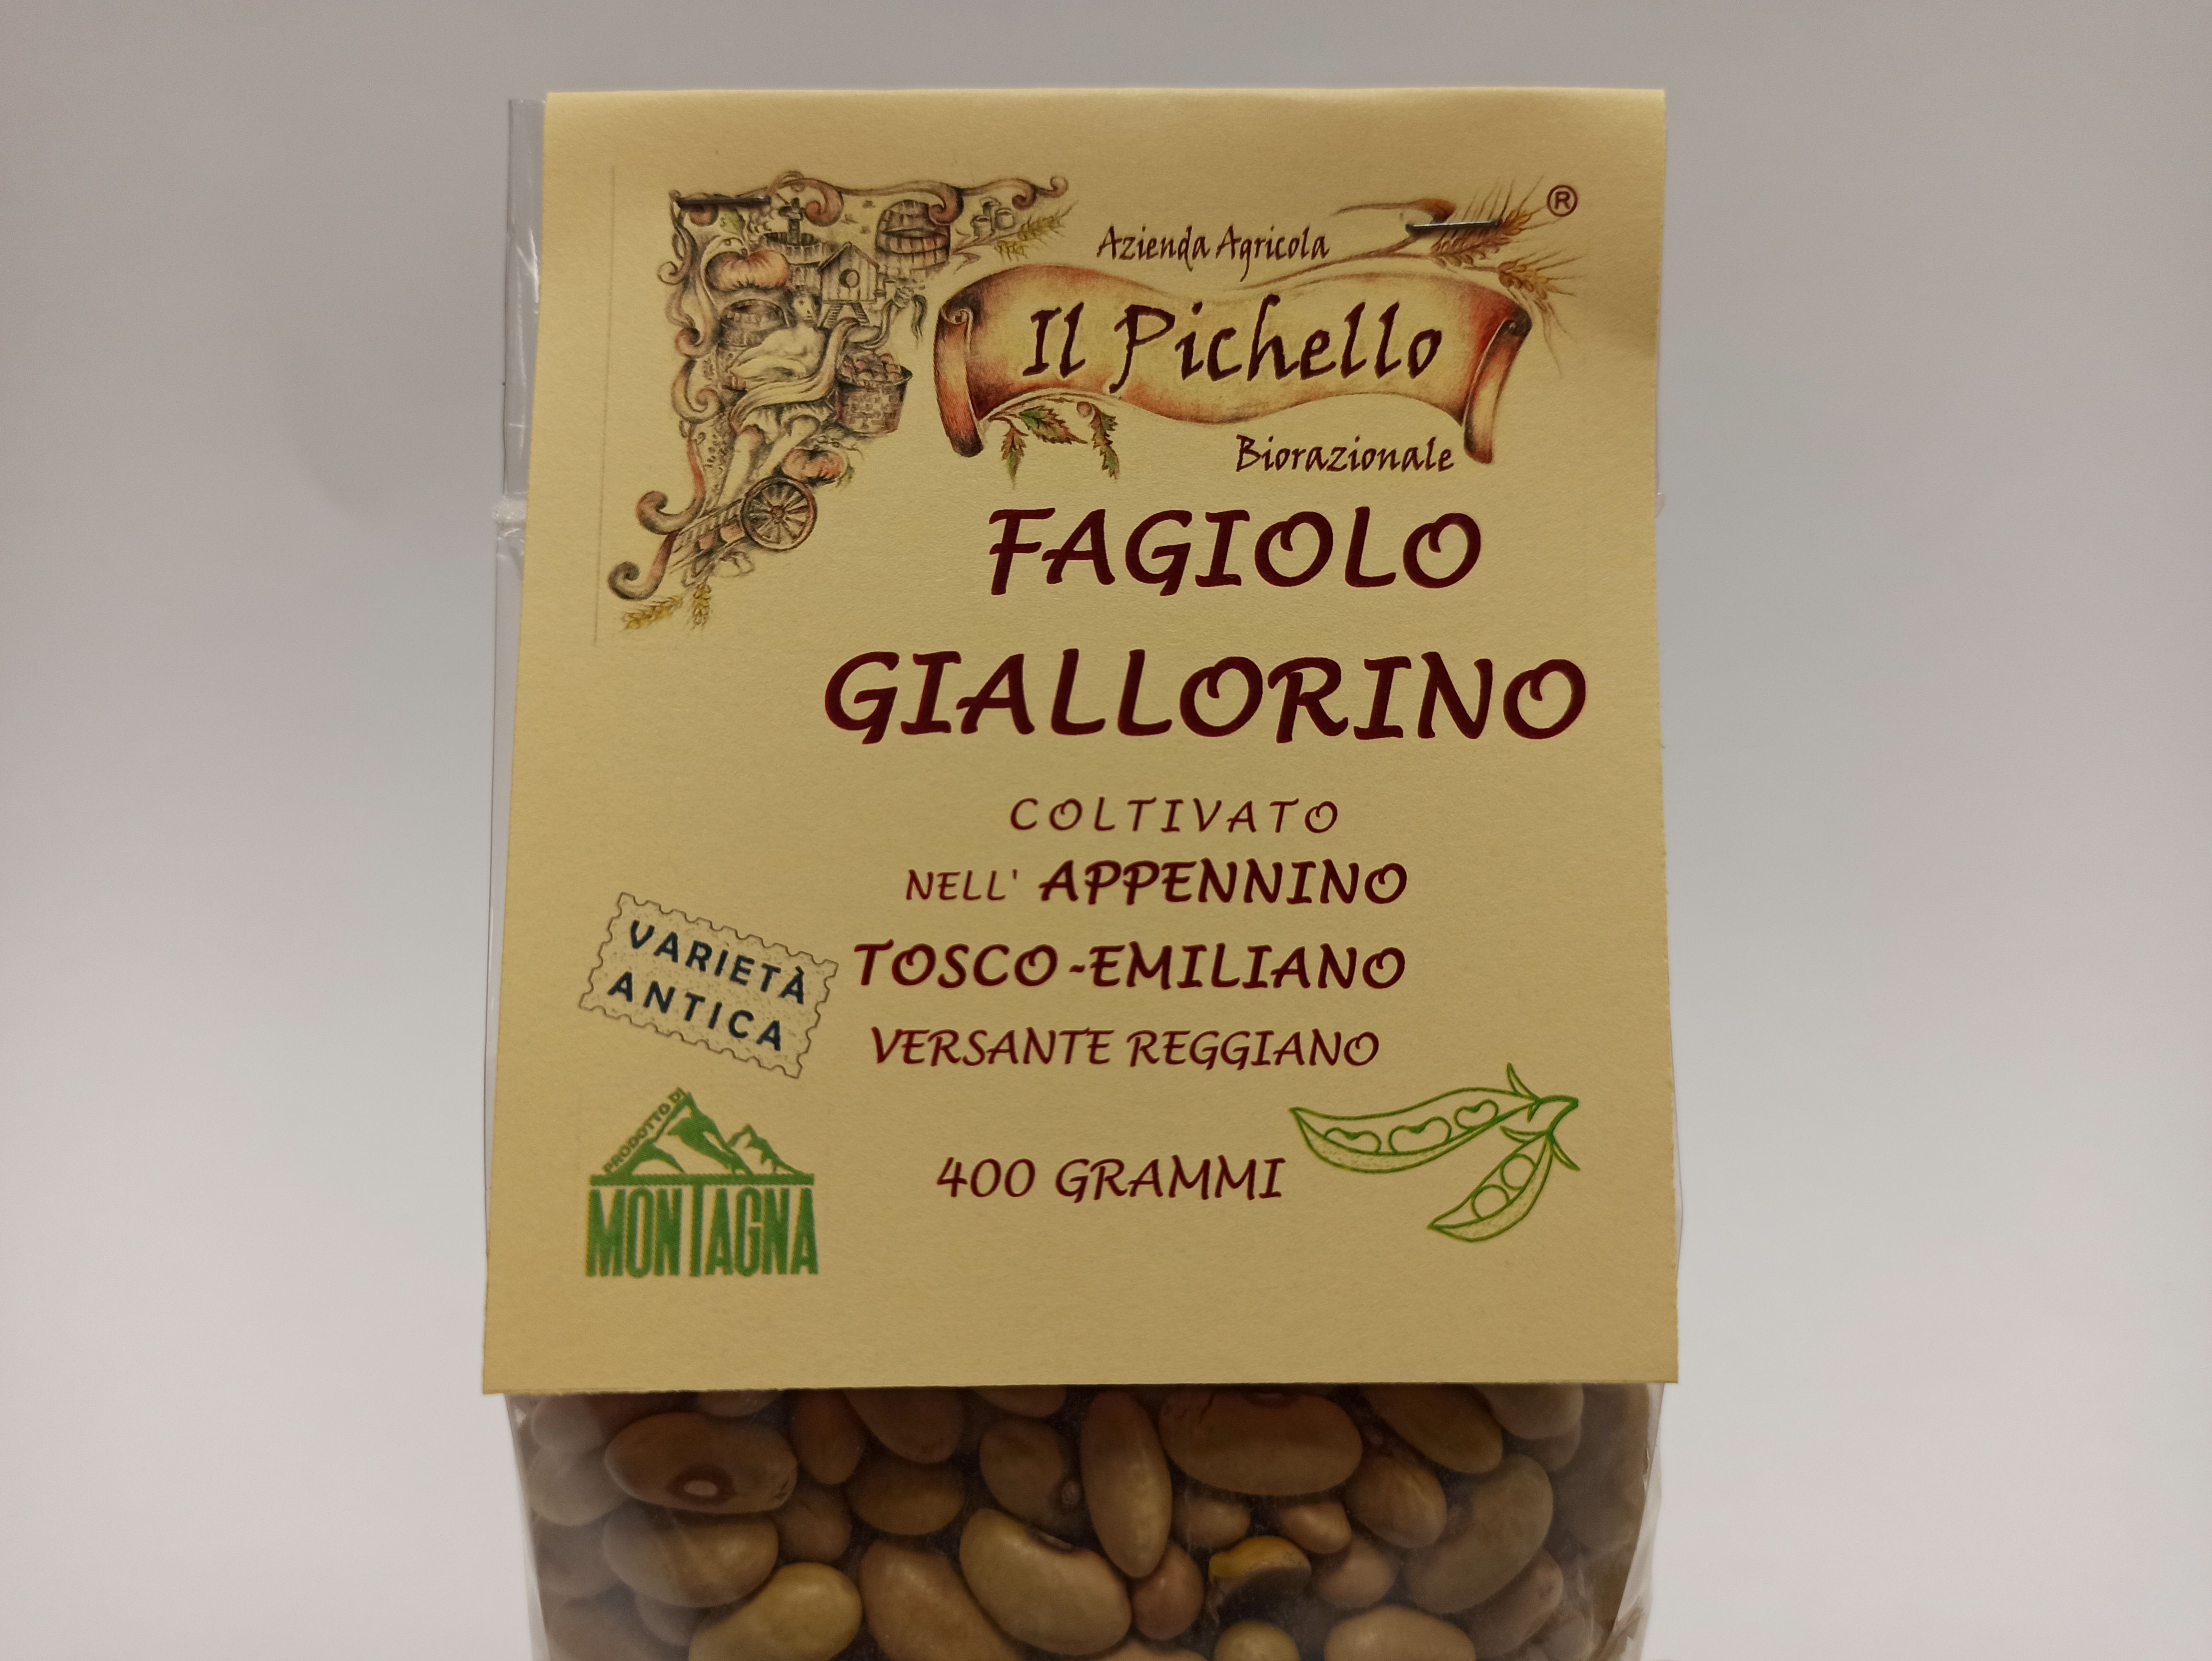 Azienda Agricola
®
Il Pichello
Biorazionale
FAGIOLO
GIALLORINO
COLTIVATO
NELL' APPENNINO
TOSCO-EMILIANO
VERSANTE REGGIANO
VARIETÀ
ANTICA
PRODOTTO DI
MONTAGNA
400 GRAMMI